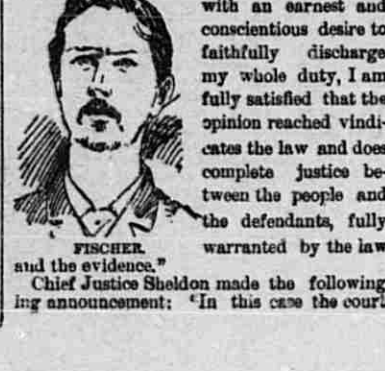 with an earnest and
conscientious desire to
faithfully discharge
my whole duty, I am
fully satisfied that the
opinion reached vindi-
cates the law and does
complete justice be-
tween the people and
the defendants, fully
FISCHER.
warranted by the law
and the evidence."
Chief Justice Sheldon made the following
ing announcement: "In this case the court